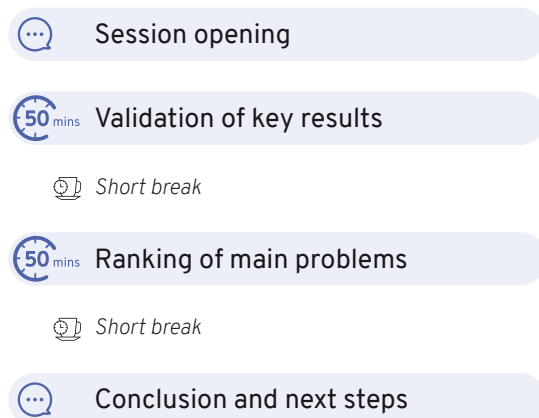 Session opening
50 mins Validation of key results
Short break
50 mins Ranking of main problems
Short break
Conclusion and next steps